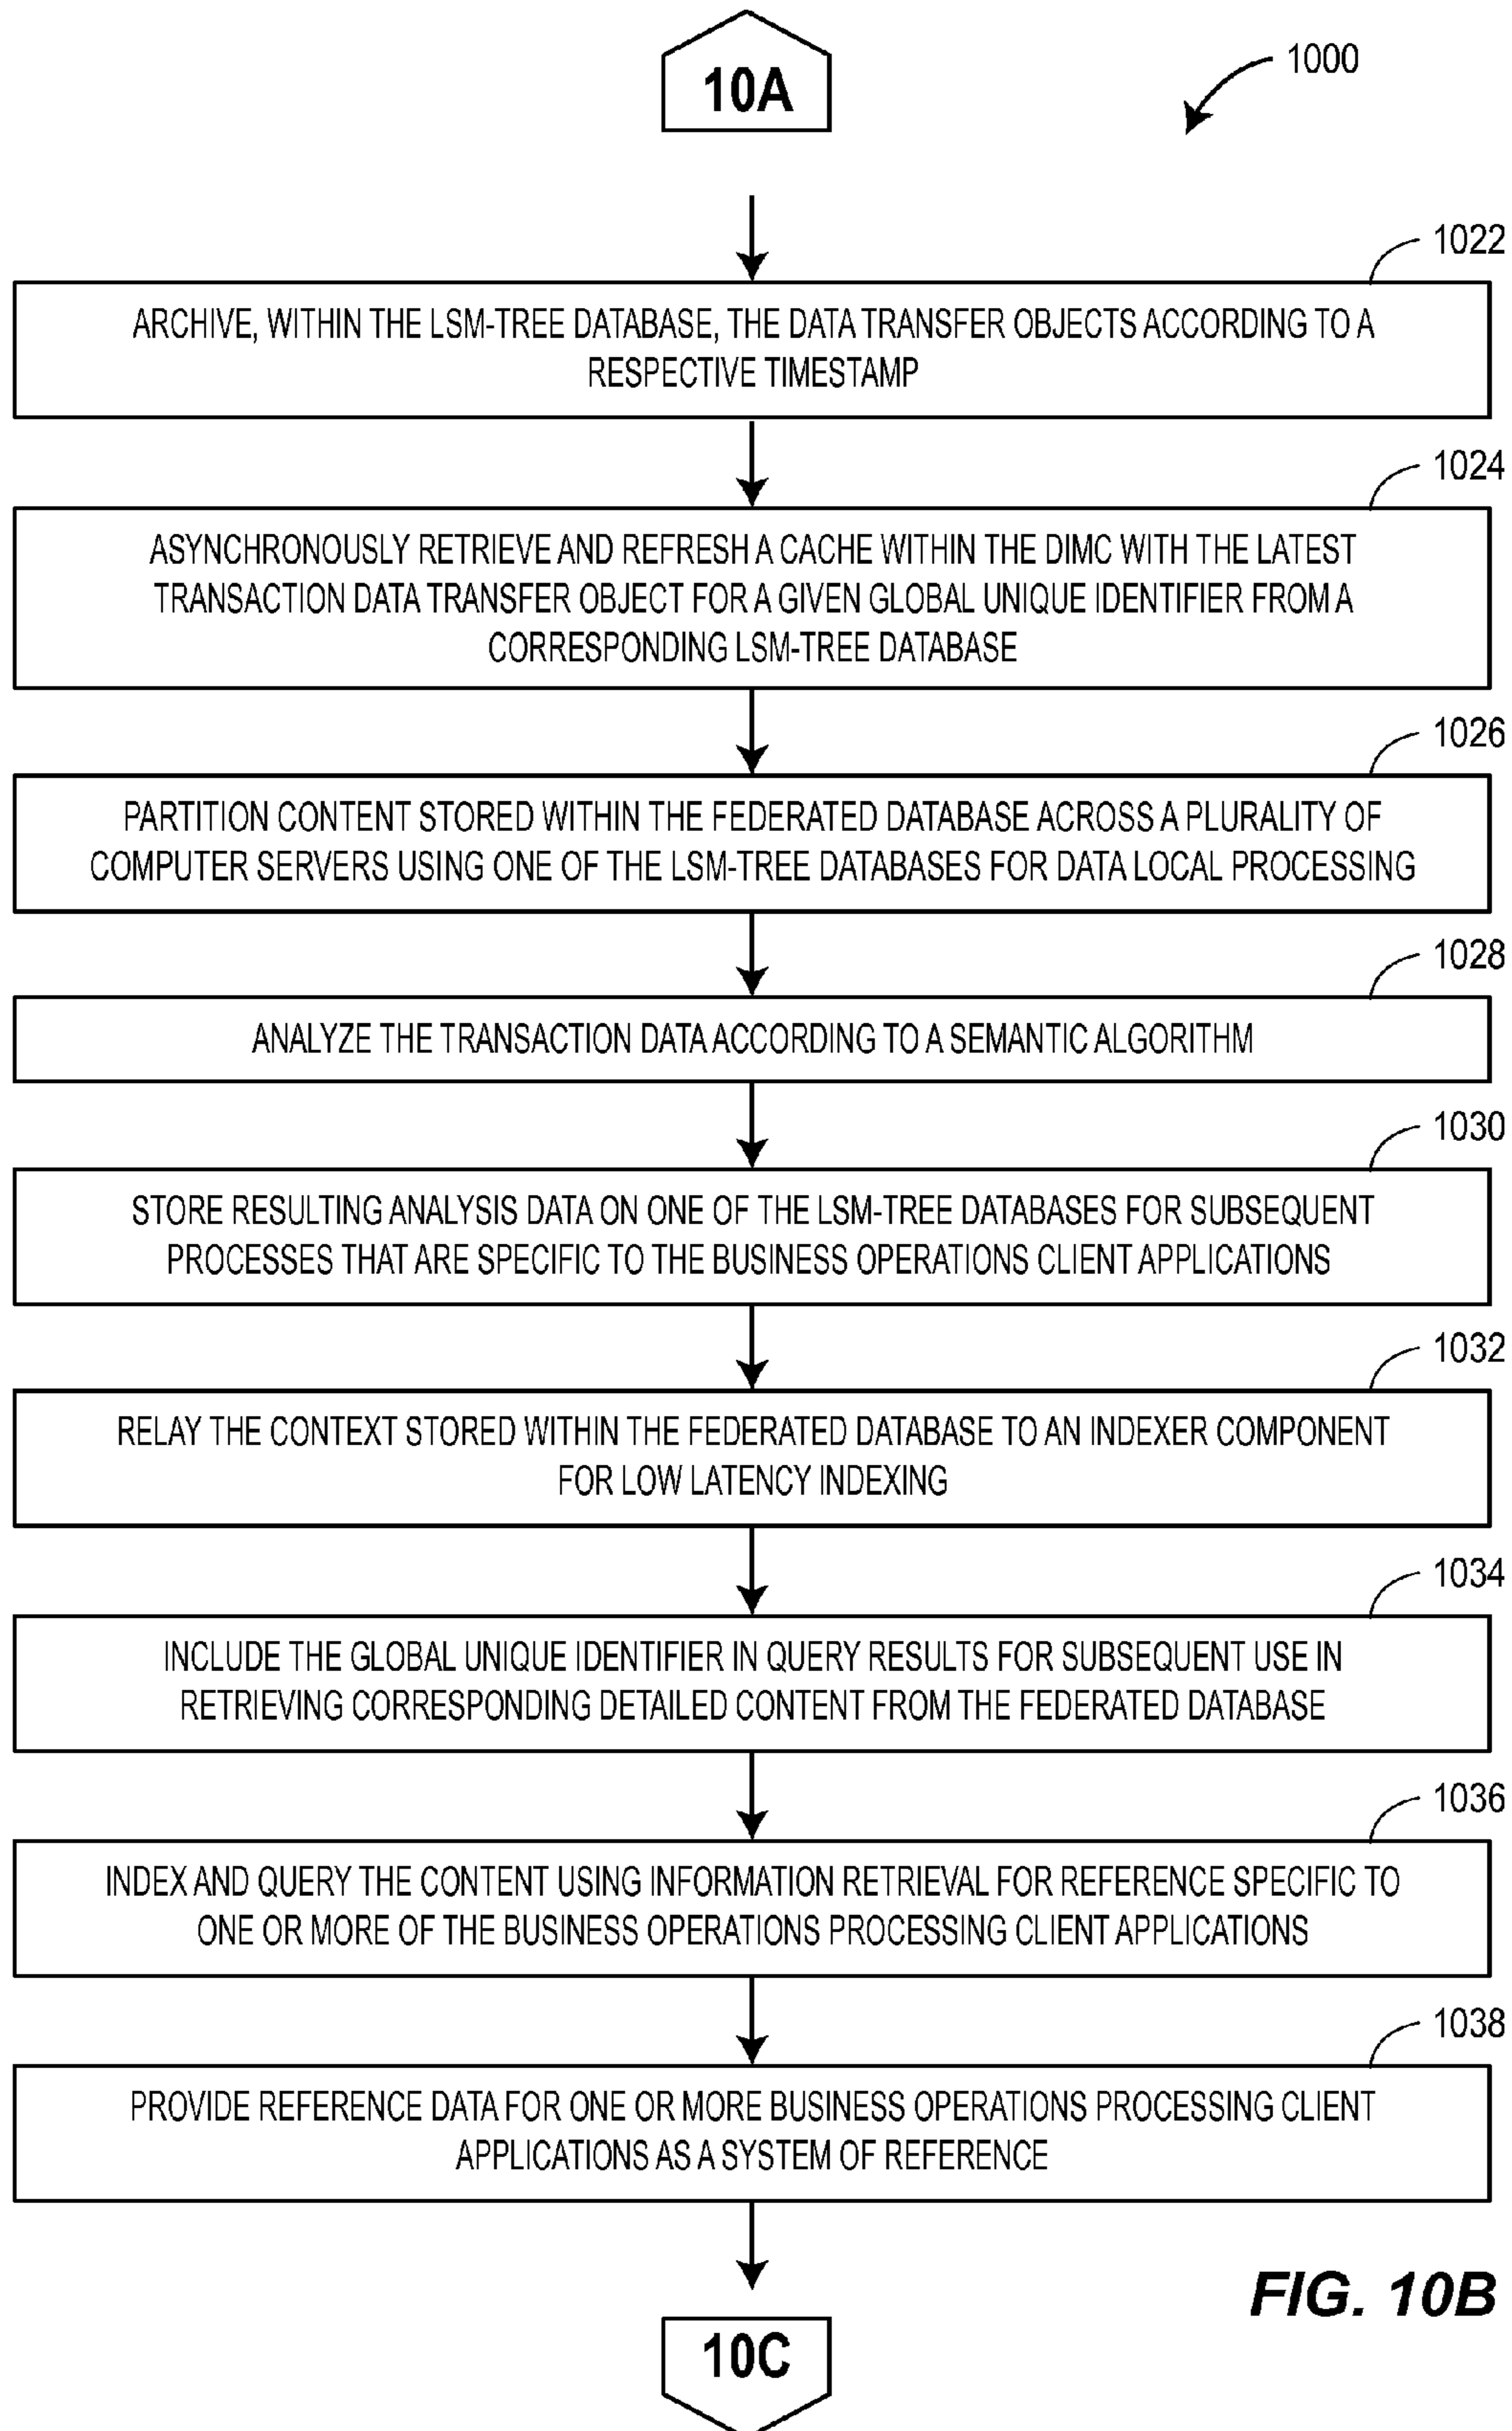 10A
1000
1022
ARCHIVE, WITHIN THE LSM-TREE DATABASE, THE DATA TRANSFER OBJECTS ACCORDING TO A
RESPECTIVE TIMESTAMP
1024
ASYNCHRONOUSLY RETRIEVE AND REFRESH A CACHE WITHIN THE DIMC WITH THE LATEST
TRANSACTION DATA TRANSFER OBJECT FOR A GIVEN GLOBAL UNIQUE IDENTIFIER FROM A
CORRESPONDING LSM-TREE DATABASE
1026
PARTITION CONTENT STORED WITHIN THE FEDERATED DATABASE ACROSS A PLURALITY OF
COMPUTER SERVERS USING ONE OF THE LSM-TREE DATABASES FOR DATA LOCAL PROCESSING
1028
ANALYZE THE TRANSACTION DATA ACCORDING TO A SEMANTIC ALGORITHM
1030
STORE RESULTING ANALYSIS DATA ON ONE OF THE LSM-TREE DATABASES FOR SUBSEQUENT
PROCESSES THAT ARE SPECIFIC TO THE BUSINESS OPERATIONS CLIENT APPLICATIONS
1032
RELAY THE CONTEXT STORED WITHIN THE FEDERATED DATABASE TO AN INDEXER COMPONENT
FOR LOW LATENCY INDEXING
1034
INCLUDE THE GLOBAL UNIQUE IDENTIFIER IN QUERY RESULTS FOR SUBSEQUENT USE IN
RETRIEVING CORRESPONDING DETAILED CONTENT FROM THE FEDERATED DATABASE
1036
INDEX AND QUERY THE CONTENT USING INFORMATION RETRIEVAL FOR REFERENCE SPECIFIC TO
ONE OR MORE OF THE BUSINESS OPERATIONS PROCESSING CLIENT APPLICATIONS
1038
PROVIDE REFERENCE DATA FOR ONE OR MORE BUSINESS OPERATIONS PROCESSING CLIENT
APPLICATIONS AS A SYSTEM OF REFERENCE
FIG. 10B
10C